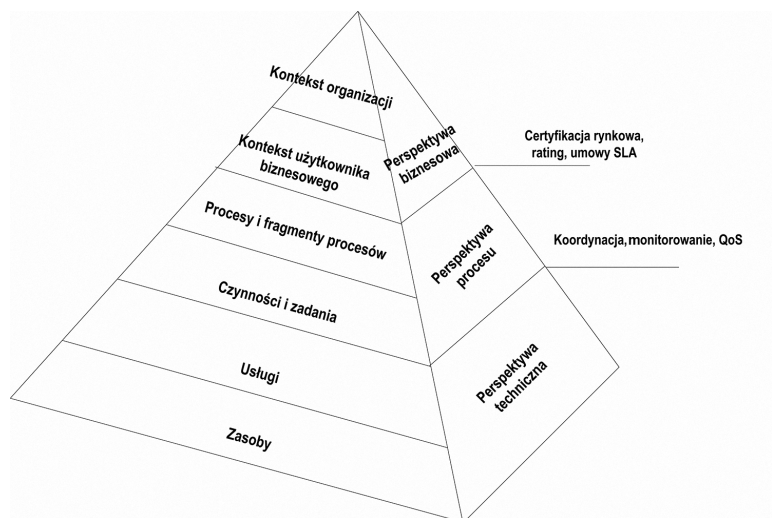 Kontekst organizacji
Kontekst użytkownika
biznesowego
Procesy i fragmenty procesów
Czynności i zadania
Usługi
Zasoby
Perspektywa
biznesowa
Perspektywa
procesu
Perspektywa
techniczna
Certyfikacja rynkowa,
rating, umowy SLA
Koordynacja, monitorowanie, QoS